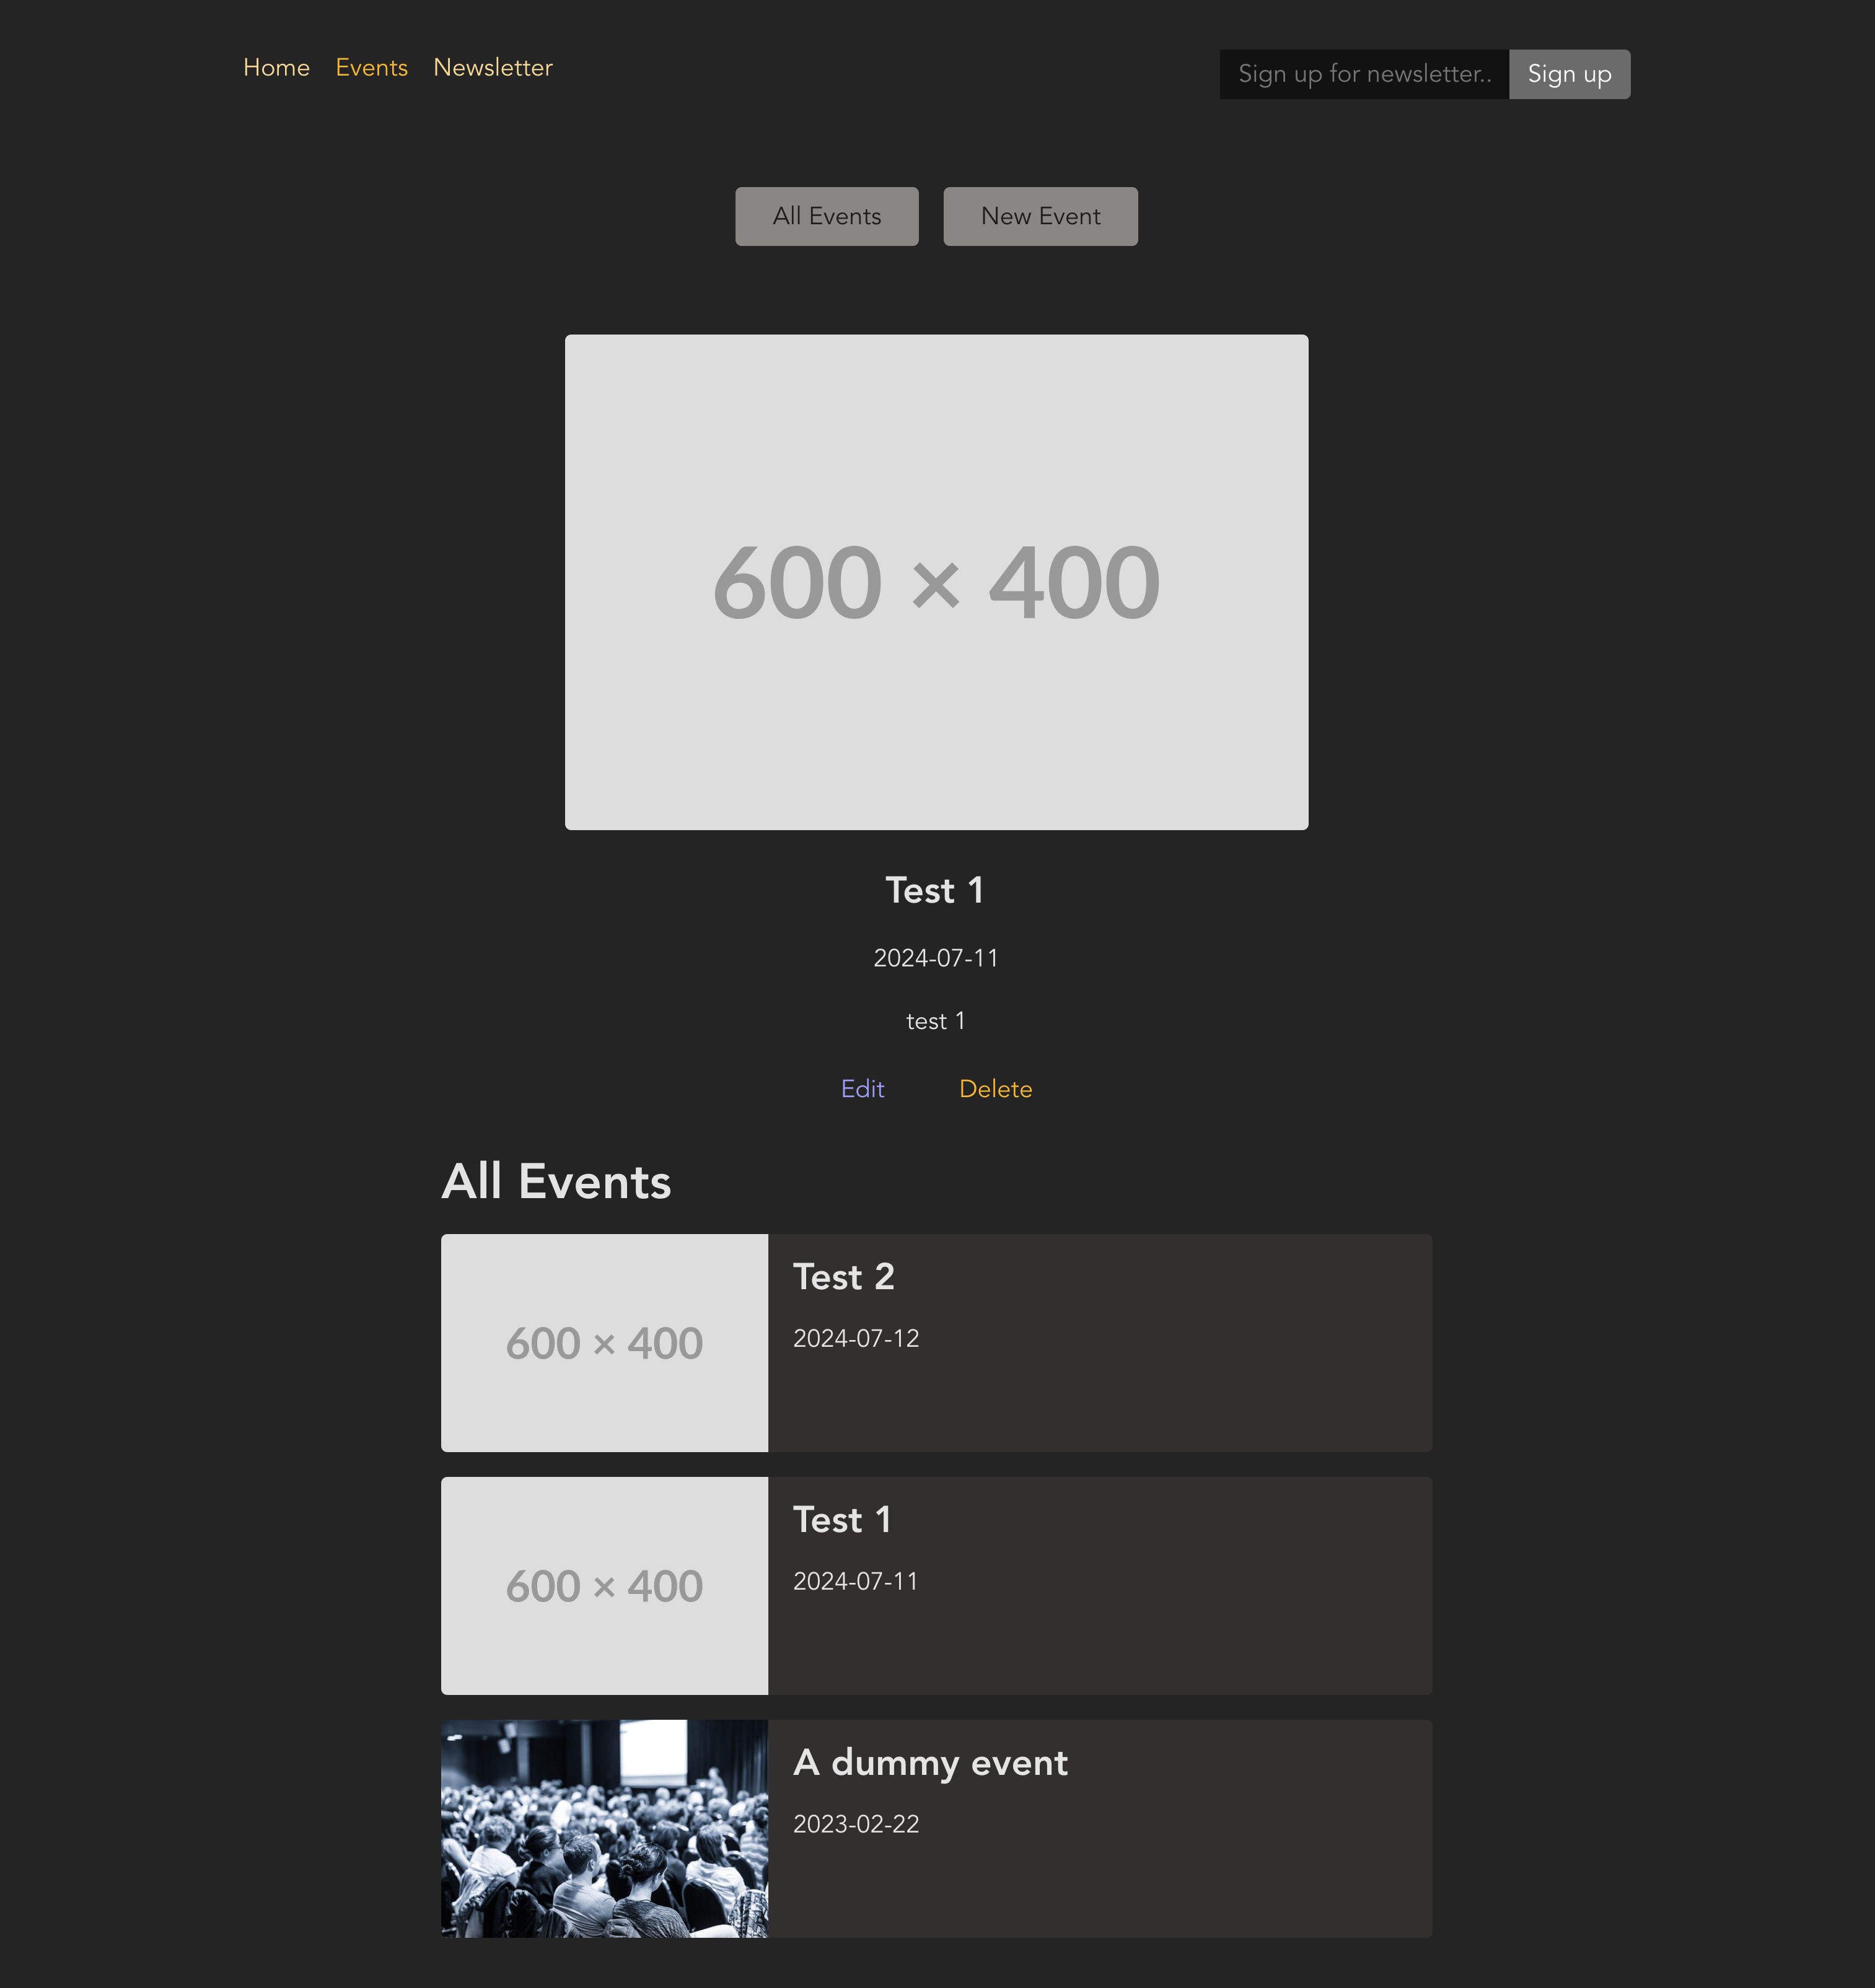 Home Events Newsletter
Sign up for newsletter.. Sign up
All Events New Event
600 × 400
Test 1
2024-07-11
test 1
Edit Delete
All Events
600 × 400
Test 2
2024-07-12
600 × 400
Test 1
2024-07-11
A dummy event
2023-02-22